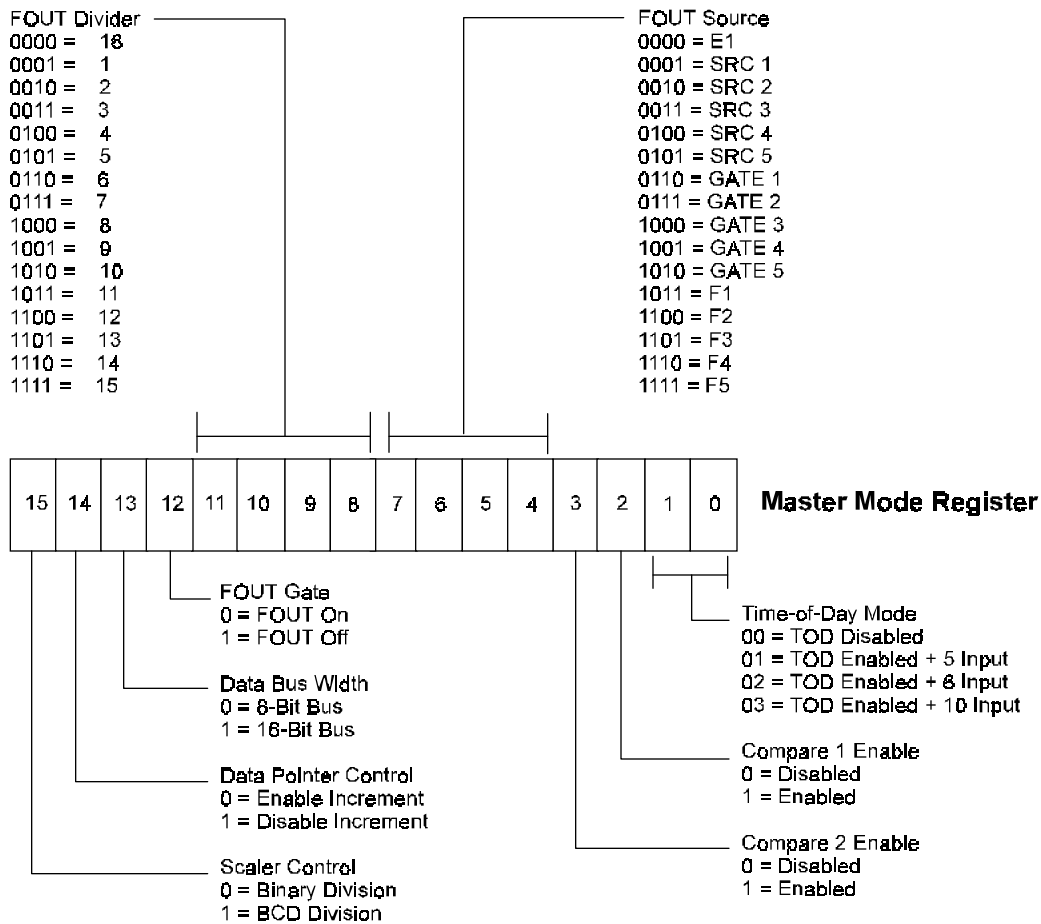 FOUT Divider
0000 = 16
0001 = 1
0010 = 2
0011 = 3
0100 = 4
0101 = 5
0110 = 6
0111 = 7
1000 = 8
1001 = 9
1010 = 10
1011 = 11
1100 = 12
1101 = 13
1110 = 14
1111 = 15
FOUT Source
0000 = E1
0001 = SRC 1
0010 = SRC 2
0011 = SRC 3
0100 = SRC 4
0101 = SRC 5
0110 = GATE 1
0111 = GATE 2
1000 = GATE 3
1001 = GATE 4
1010 = GATE 5
1011 = F1
1100 = F2
1101 = F3
1110 = F4
1111 = F5
15 14 13 12 11 10 9 8 7 6 5 4 3 2 1 0
Master Mode Register
FOUT Gate
0 = FOUT On
1 = FOUT Off
Data Bus Width
0 = 8-Bit Bus
1 = 16-Bit Bus
Data Pointer Control
0 = Enable Increment
1 = Disable Increment
Scaler Control
0 = Binary Division
1 = BCD Division
Time-of-Day Mode
00 = TOD Disabled
01 = TOD Enabled + 5 Input
02 = TOD Enabled + 6 Input
03 = TOD Enabled + 10 Input
Compare 1 Enable
0 = Disabled
1 = Enabled
Compare 2 Enable
0 = Disabled
1 = Enabled